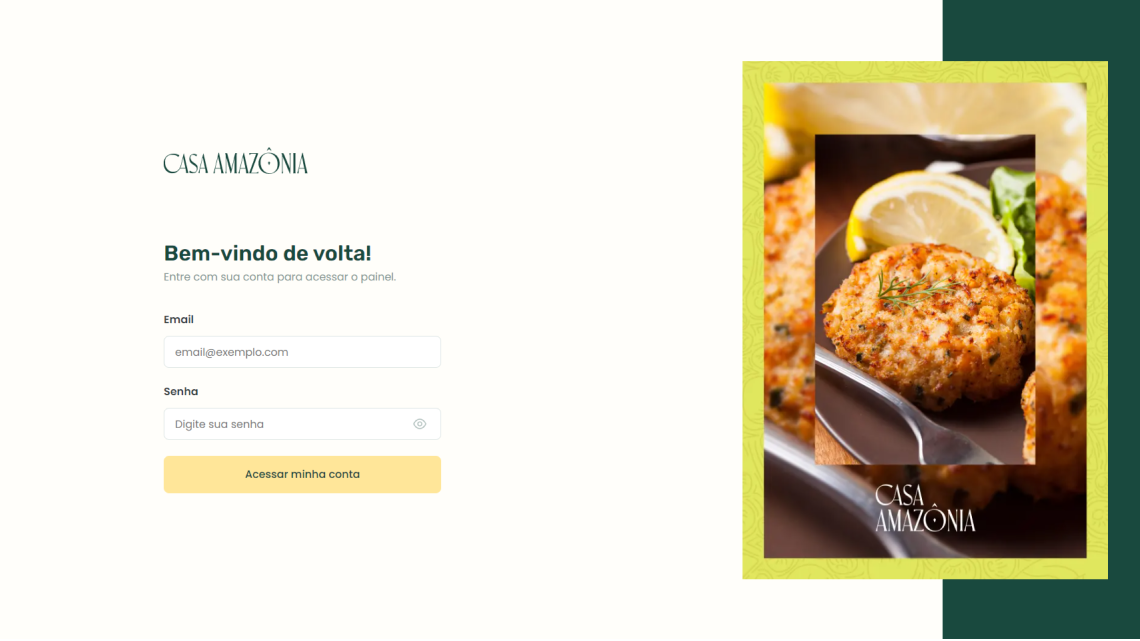 CASA AMAZÔNIA
Bem-vindo de volta!
Entre com sua conta para acessar o painel.
Email
email@exemplo.com
Senha
Digite sua senha
Acessar minha conta
CASA
AMAZÔNIA